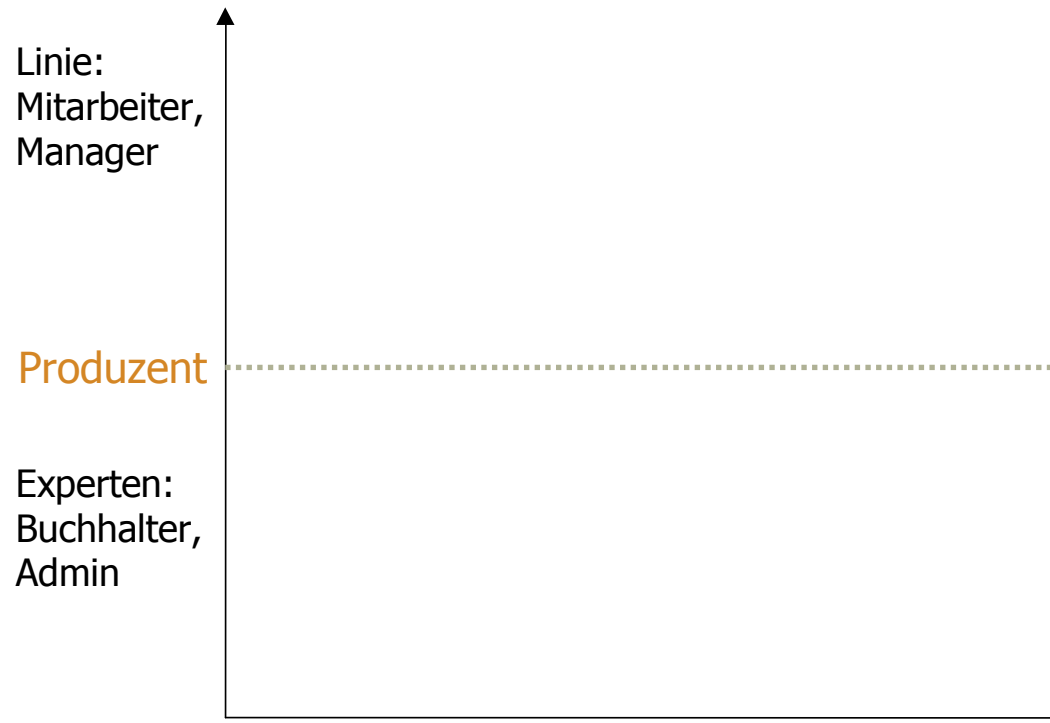 Linie:
Mitarbeiter,
Manager
Produzent
Experten:
Buchhalter,
Admin